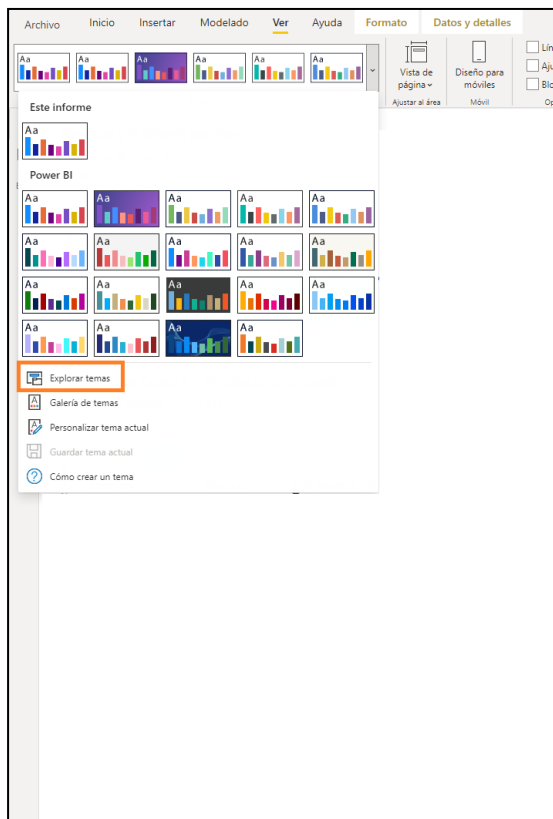 Archivo Inicio Insertar Modelado Ver Ayuda Formato Datos y detalles
Aa Aa Aa Aa Aa Aa
Vista de página
Diseño para móviles
Ajustar al área
Móvil
Este informe
Aa
Power BI
Aa Aa Aa Aa Aa
Aa Aa Aa Aa Aa
Aa Aa Aa Aa Aa
Aa Aa Aa Aa
Explorar temas
Galería de temas
Personalizar tema actual
Guardar tema actual
Cómo crear un tema